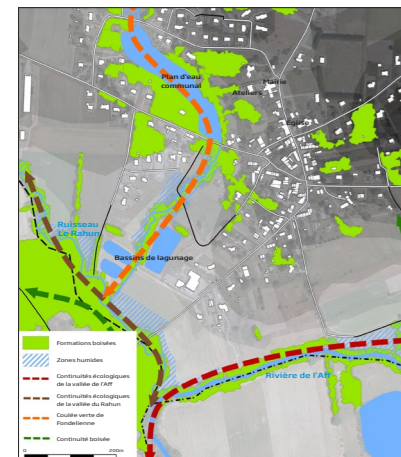 Plan d'eau
communal
Mairie
Ateliers
Eglise
Ruisseau
Le Rahun
Bassins de lagunage
Rivière de l'Aff
Formations boisées
Zones humides
Continuités écologiques
de la vallée de l'Aff
Continuités écologiques
de la vallée du Rahun
Coulée verte de
Fondelienne
Continuité boisée
0 200m